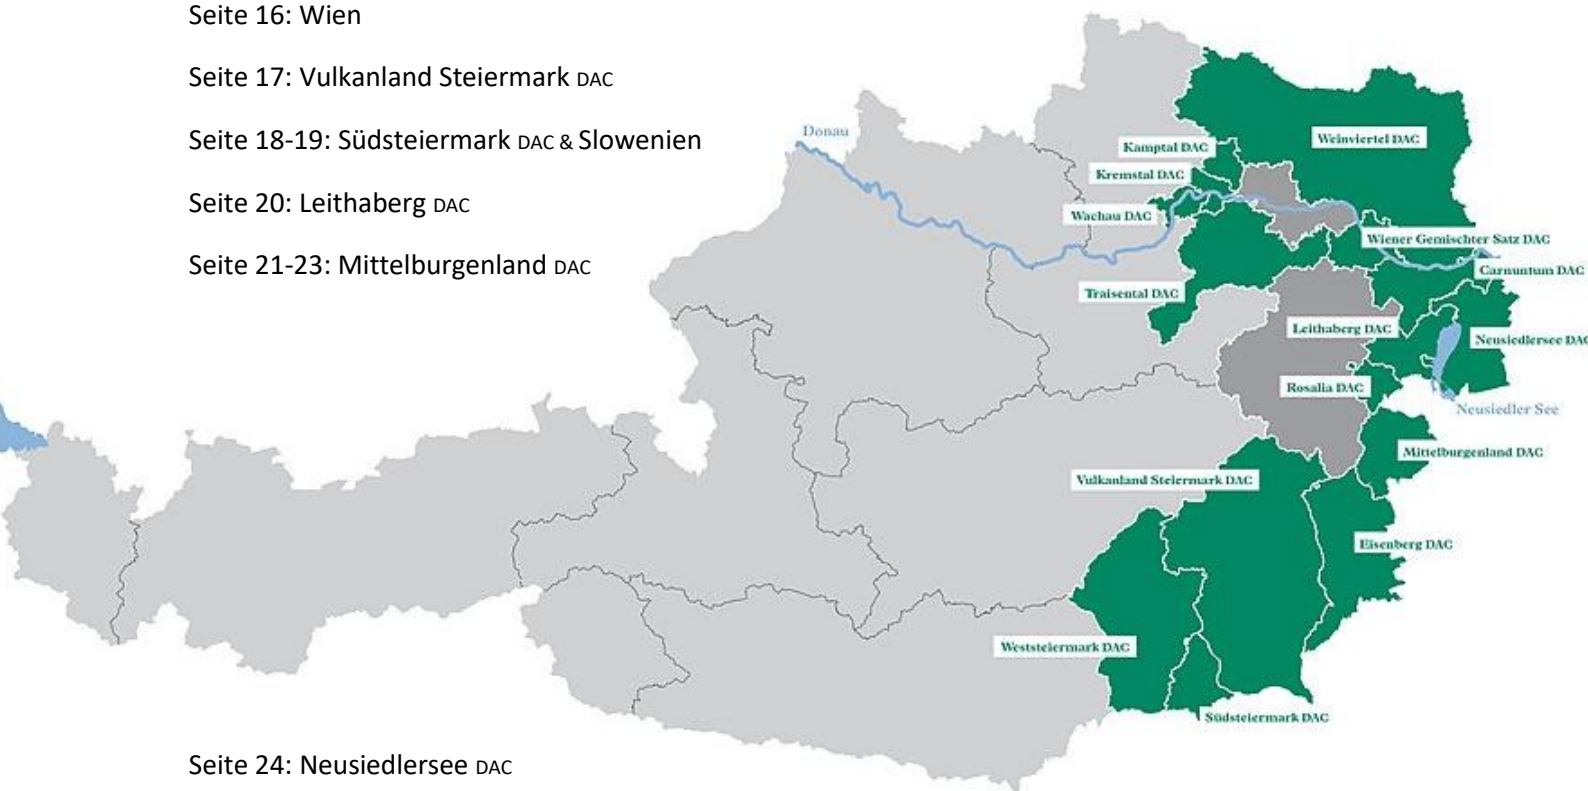 Seite 16: Wien
Seite 17: Vulkanland Steiermark DAC
Seite 18-19: Südsteiermark DAC & Slowenien
Seite 20: Leithaberg DAC
Seite 21-23: Mittelburgenland DAC
Seite 24: Neusiedlersee DAC
Donau
Weinviertel DAC
Kamptal DAC
Kremstal DAC
Wachau DAC
Wiener Gemischter Satz DAC
Carnuntum DAC
Traisental DAC
Leithaberg DAC
Neusiedlersee DAC
Rosalia DAC
Neusiedler See
Mittelburgenland DAC
Vulkanland Steiermark DAC
Eisenberg DAC
Weststeiermark DAC
Südsteiermark DAC